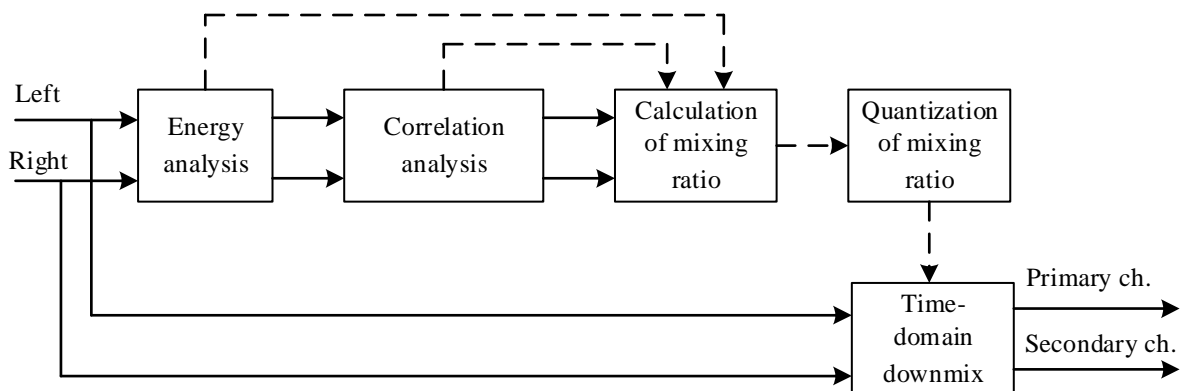 Left
Right
Energy
analysis
Correlation
analysis
Calculation
of mixing
ratio
Quantization
of mixing
ratio
Time-
domain
downmix
Primary ch.
Secondary ch.